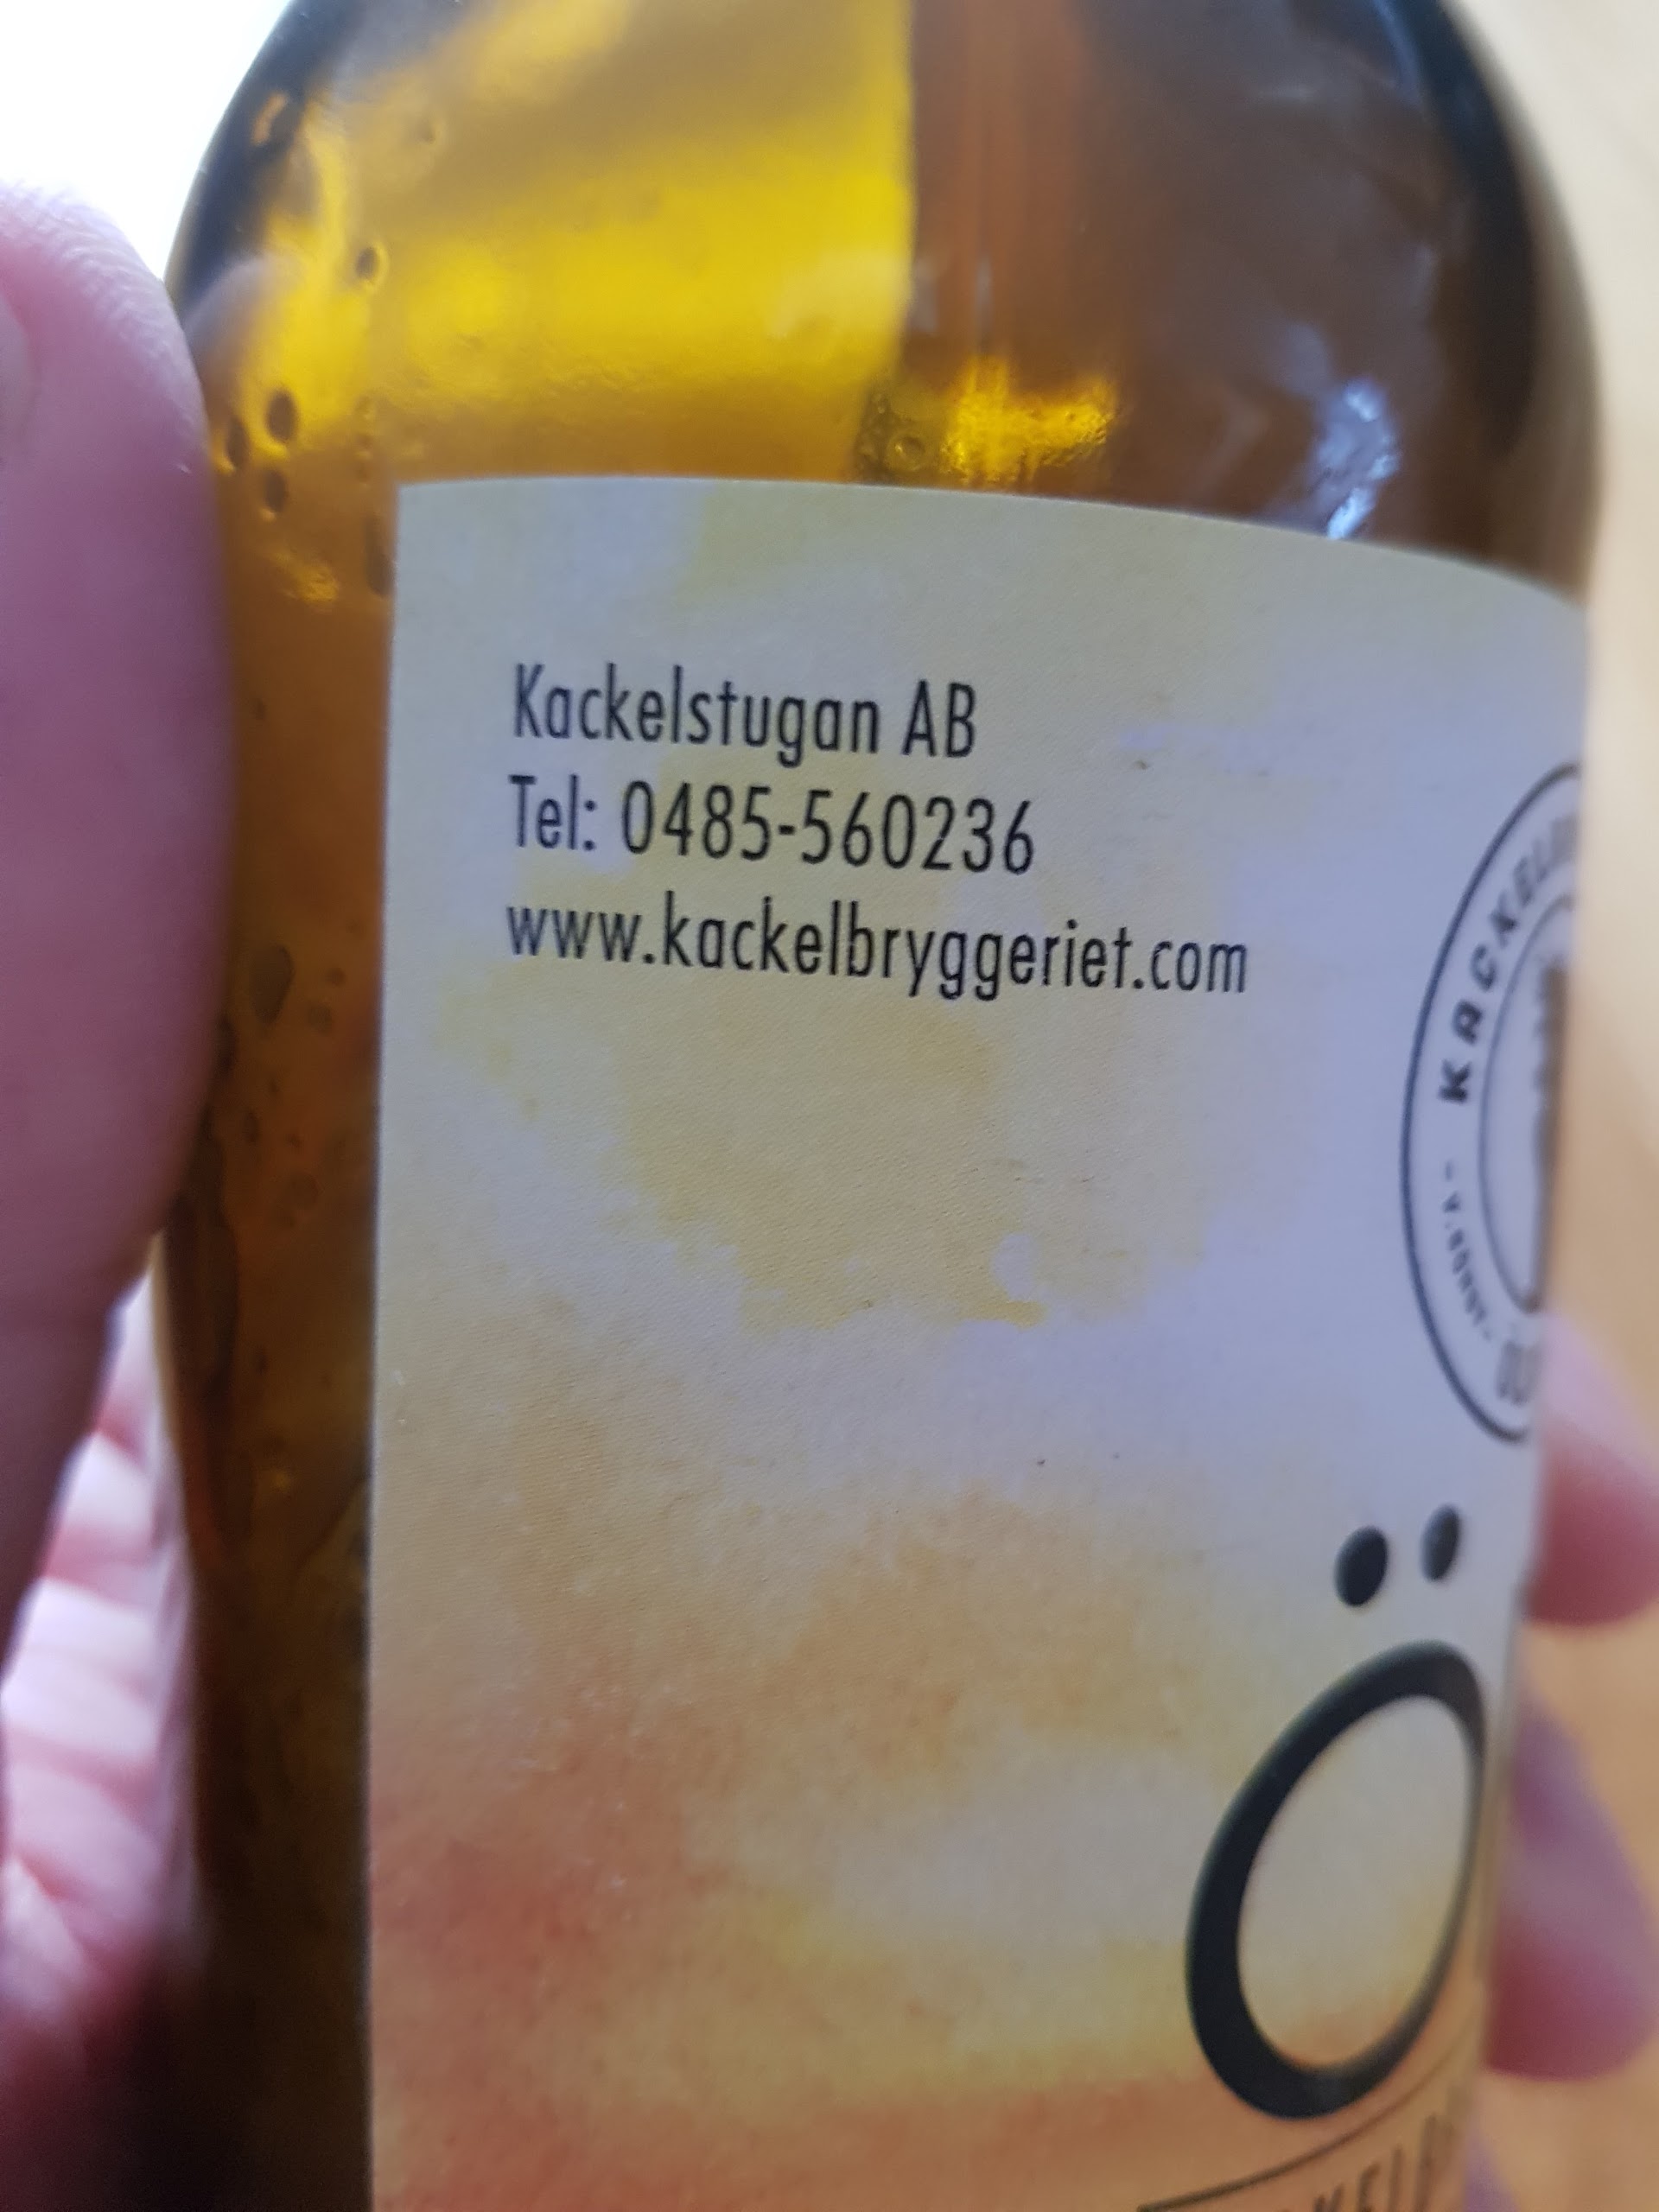 Kackelstugan AB
Tel: 0485-560236
www.kackelbryggeriet.com
Ö